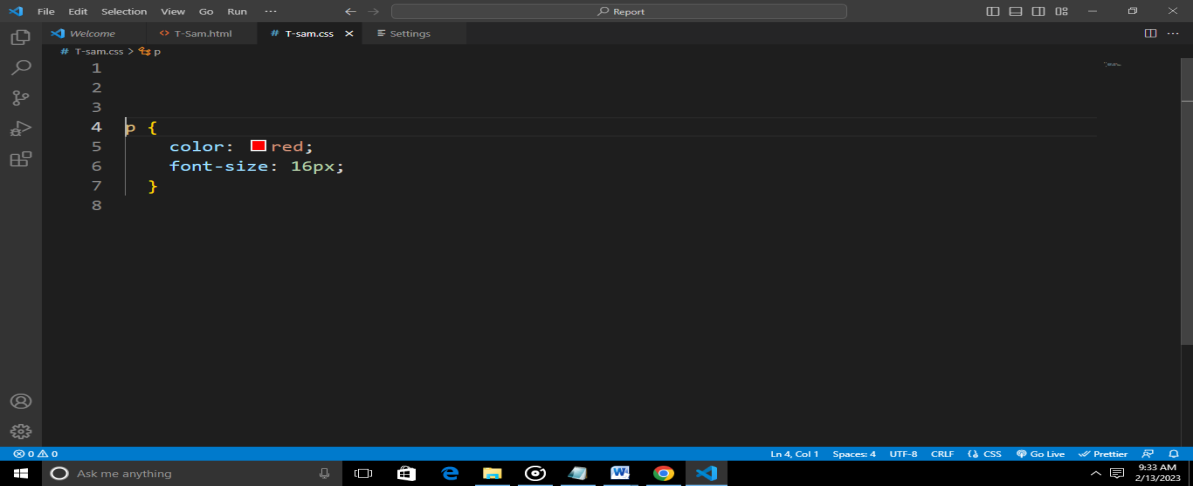 File Edit Selection View Go Run ··· Report
Welcome T-Sam.html T-sam.css Settings
T-sam.css > p
1
2
3
4 p {
5 color: red;
6 font-size: 16px;
7 }
8
0 0 Ln 4, Col 1 Spaces: 4 UTF-8 CRLF CSS Go Live Prettier
Ask me anything 9:33 AM
2/13/2023